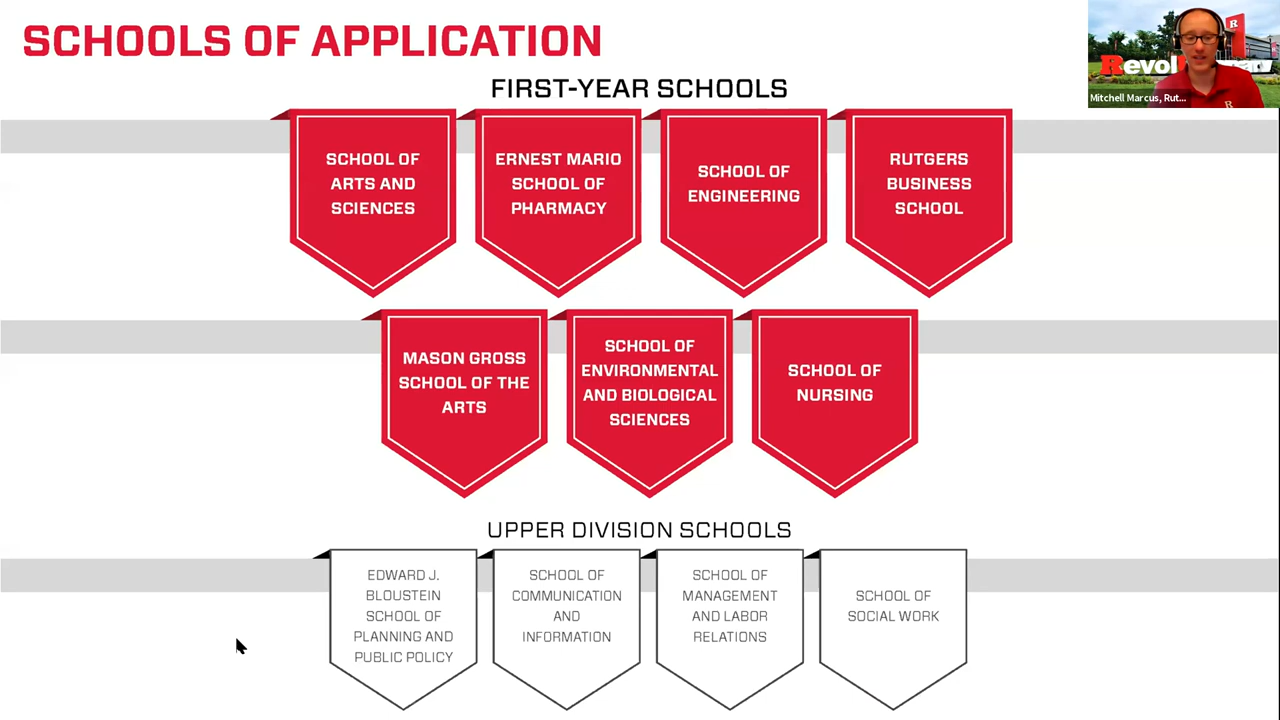 SCHOOLS OF APPLICATION
FIRST-YEAR SCHOOLS
SCHOOL OF
ARTS AND
SCIENCES
ERNEST MARIO
SCHOOL OF
PHARMACY
SCHOOL OF
ENGINEERING
RUTGERS
BUSINESS
SCHOOL
MASON GROSS
SCHOOL OF THE
ARTS
SCHOOL OF
ENVIRONMENTAL
AND BIOLOGICAL
SCIENCES
SCHOOL OF
NURSING
UPPER DIVISION SCHOOLS
EDWARD J.
BLOUSTEIN
SCHOOL OF
PLANNING AND
PUBLIC POLICY
SCHOOL OF
COMMUNICATION
AND
INFORMATION
SCHOOL OF
MANAGEMENT
AND LABOR
RELATIONS
SCHOOL OF
SOCIAL WORK
R
R
Mitchell Marcus, Rut...